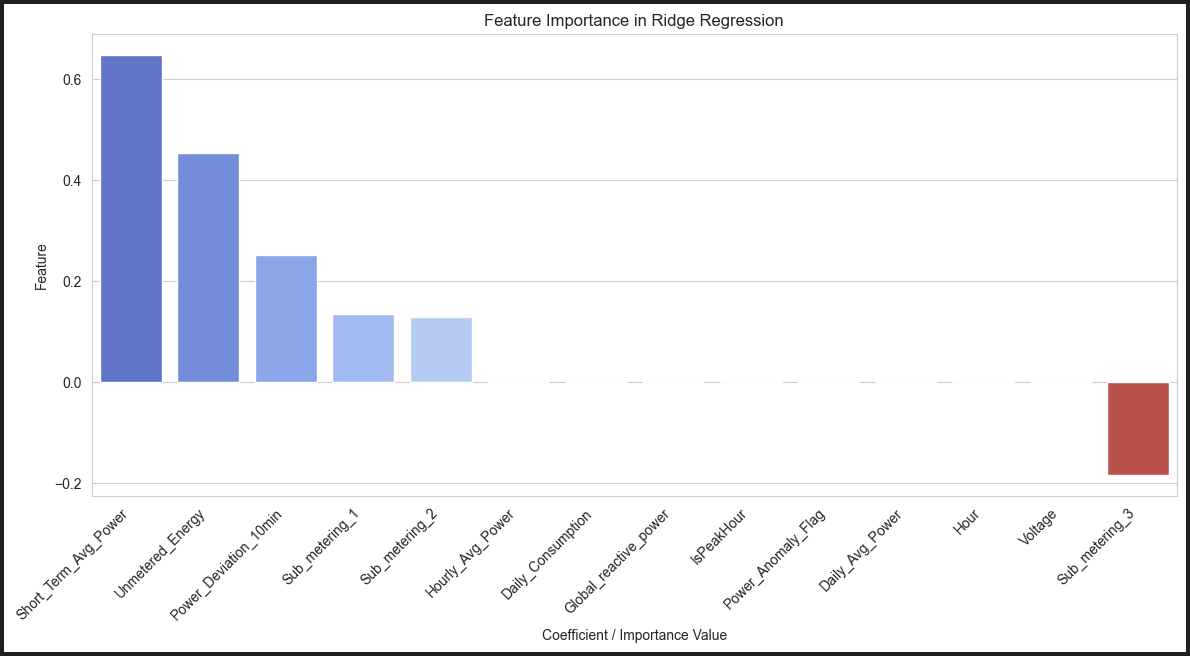 Feature Importance in Ridge Regression
Feature
0.6
0.4
0.2
0.0
−0.2
Short_Term_Avg_Power
Unmetered_Energy
Power_Deviation_10min
Sub_metering_1
Sub_metering_2
Hourly_Avg_Power
Daily_Consumption
Global_reactive_power
IsPeakHour
Power_Anomaly_Flag
Daily_Avg_Power
Hour
Voltage
Sub_metering_3
Coefficient / Importance Value